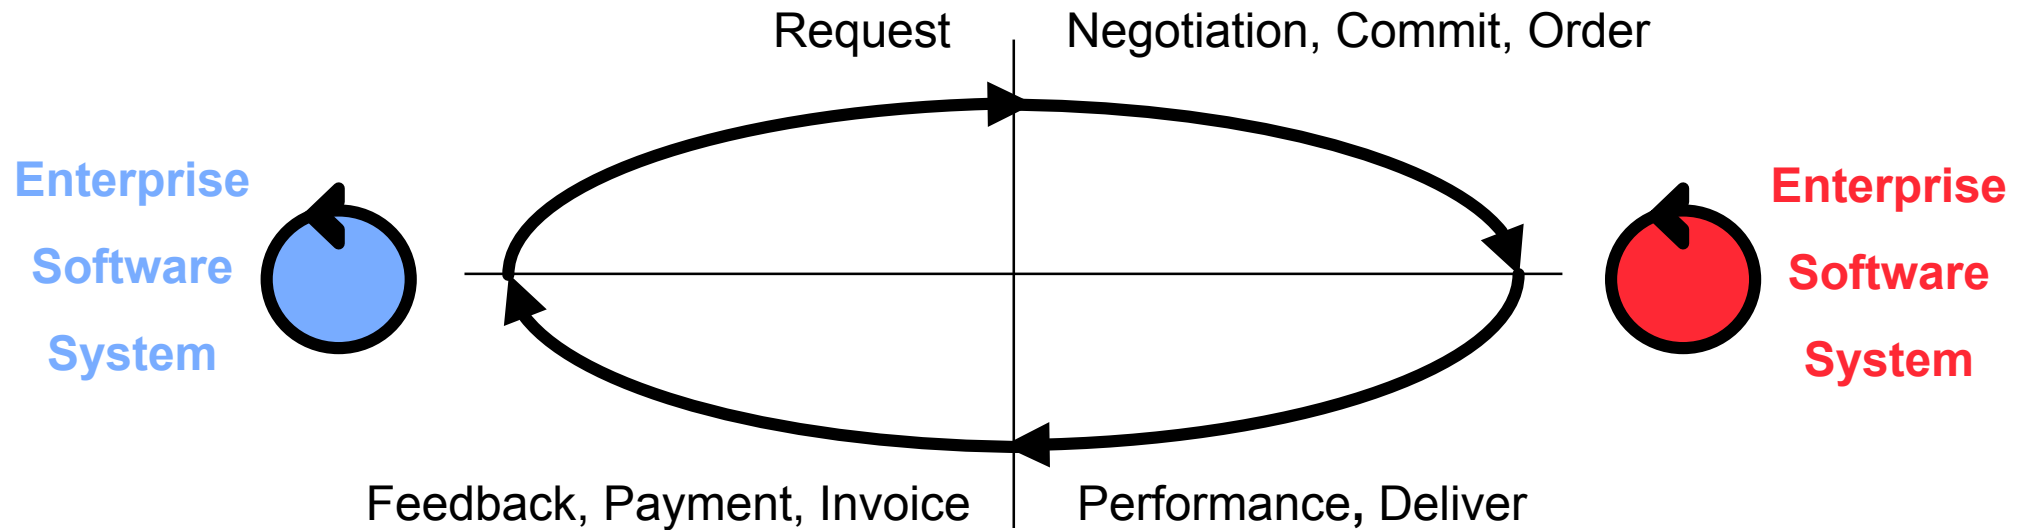 Request
Negotiation, Commit, Order
Enterprise
Software
System
Enterprise
Software
System
Feedback, Payment, Invoice
Performance, Deliver